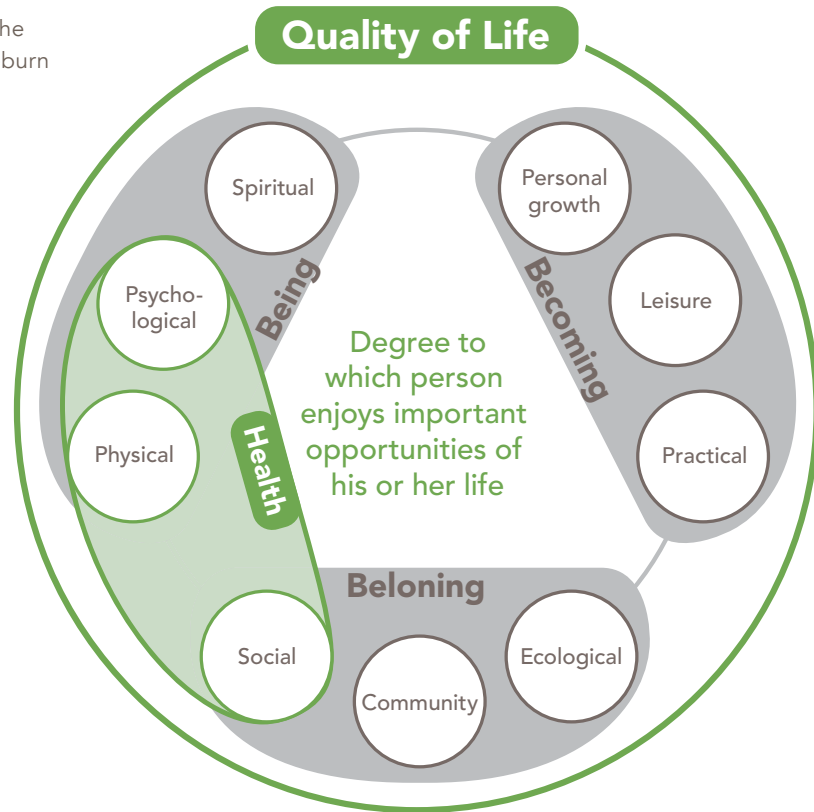 he
burn
Quality of Life
Spiritual
Psycho-
logical
Physical
Being
Health
Social
Personal
growth
Leisure
Practical
Becoming
Degree to
which person
enjoys important
opportunities of
his or her life
Beloning
Community
Ecological